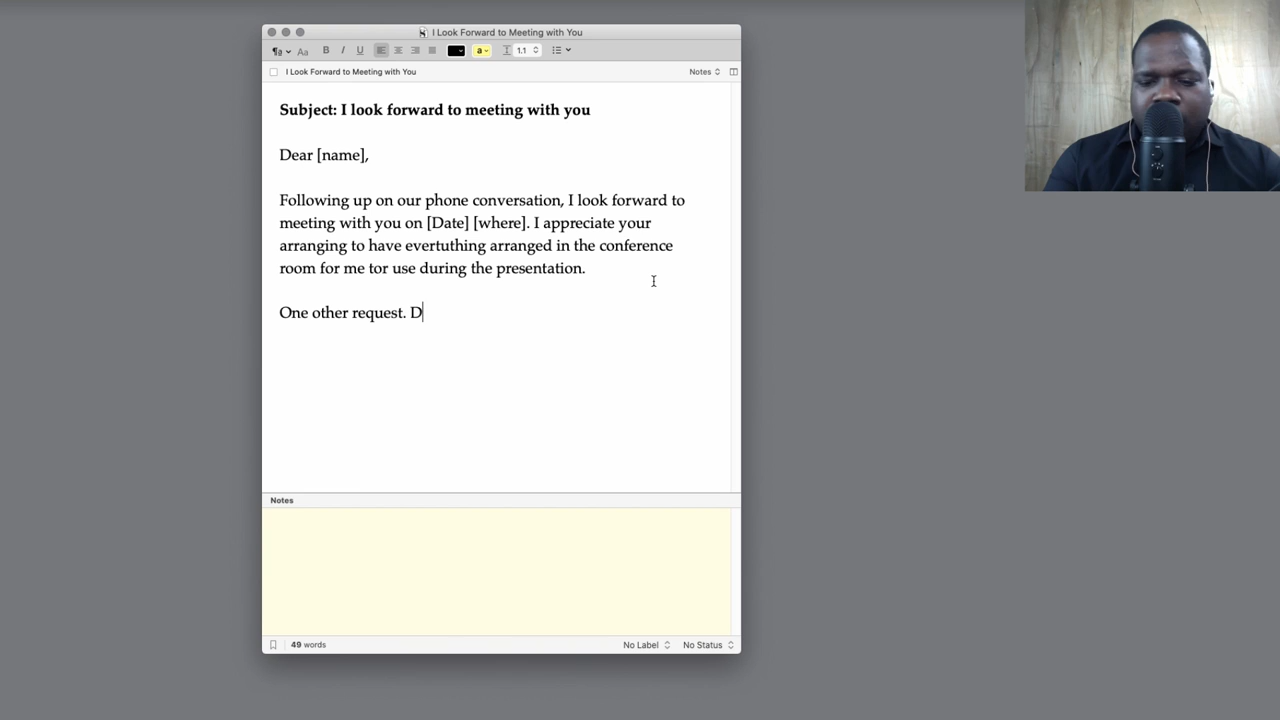 I Look Forward to Meeting with You
¶a Aa B I U a 1.1
I Look Forward to Meeting with You Notes
Subject: I look forward to meeting with you
Dear [name],
Following up on our phone conversation, I look forward to
meeting with you on [Date] [where]. I appreciate your
arranging to have evertuthing arranged in the conference
room for me tor use during the presentation.
One other request. D
Notes
49 words No Label No Status